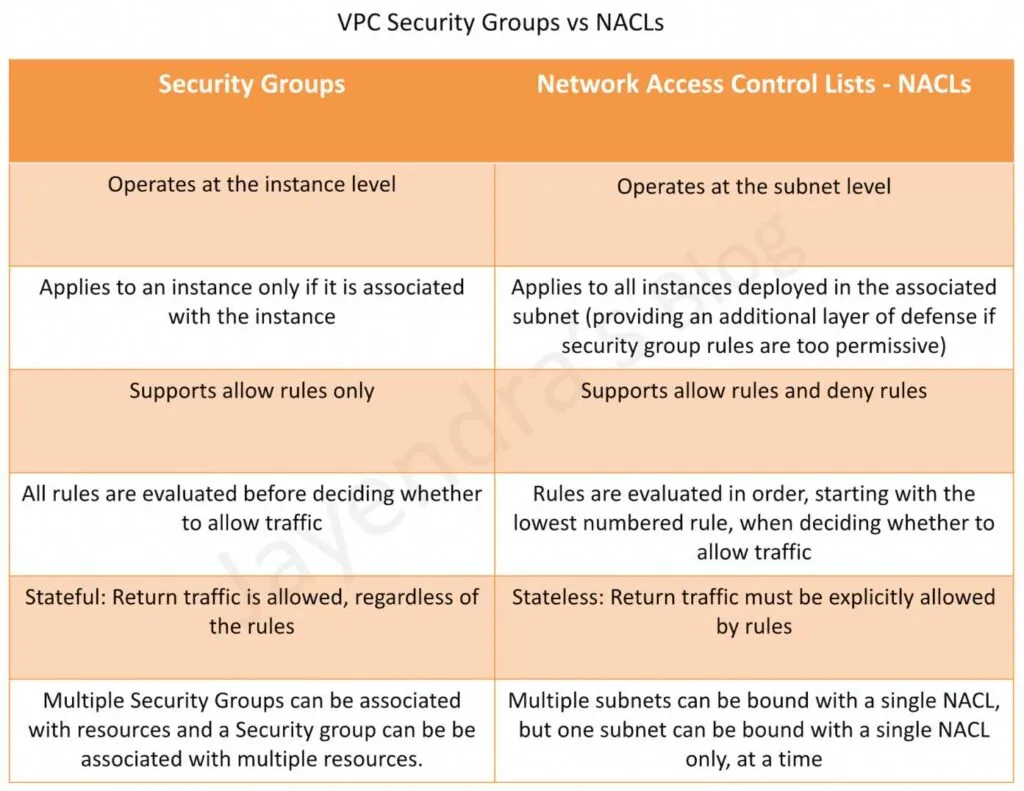 VPC Security Groups vs NACLs
Security Groups
Network Access Control Lists - NACLs
Operates at the instance level
Operates at the subnet level
Applies to an instance only if it is associated
with the instance
Applies to all instances deployed in the associated
subnet (providing an additional layer of defense if
security group rules are too permissive)
Supports allow rules only
Supports allow rules and deny rules
All rules are evaluated before deciding whether
to allow traffic
Rules are evaluated in order, starting with the
lowest numbered rule, when deciding whether to
allow traffic
Stateful: Return traffic is allowed, regardless of
the rules
Stateless: Return traffic must be explicitly allowed
by rules
Multiple Security Groups can be associated
with resources and a Security group can be be
associated with multiple resources.
Multiple subnets can be bound with a single NACL,
but one subnet can be bound with a single NACL
only, at a time
Jayendra's Blog